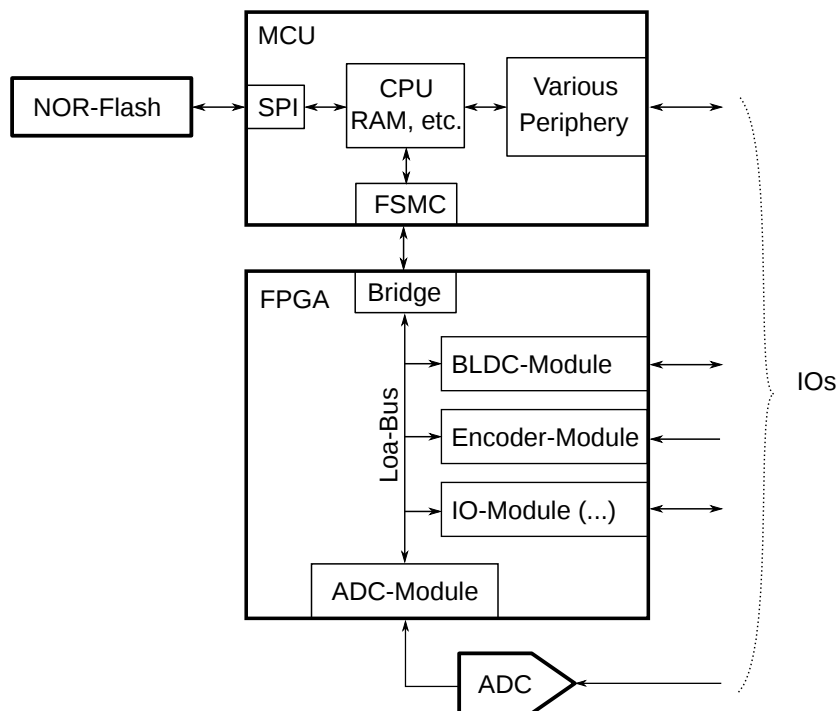 MCU
NOR-Flash
SPI
CPU
RAM, etc.
Various
Periphery
FSMC
FPGA
Bridge
BLDC-Module
IOs
Loa-Bus
Encoder-Module
IO-Module (...)
ADC-Module
ADC